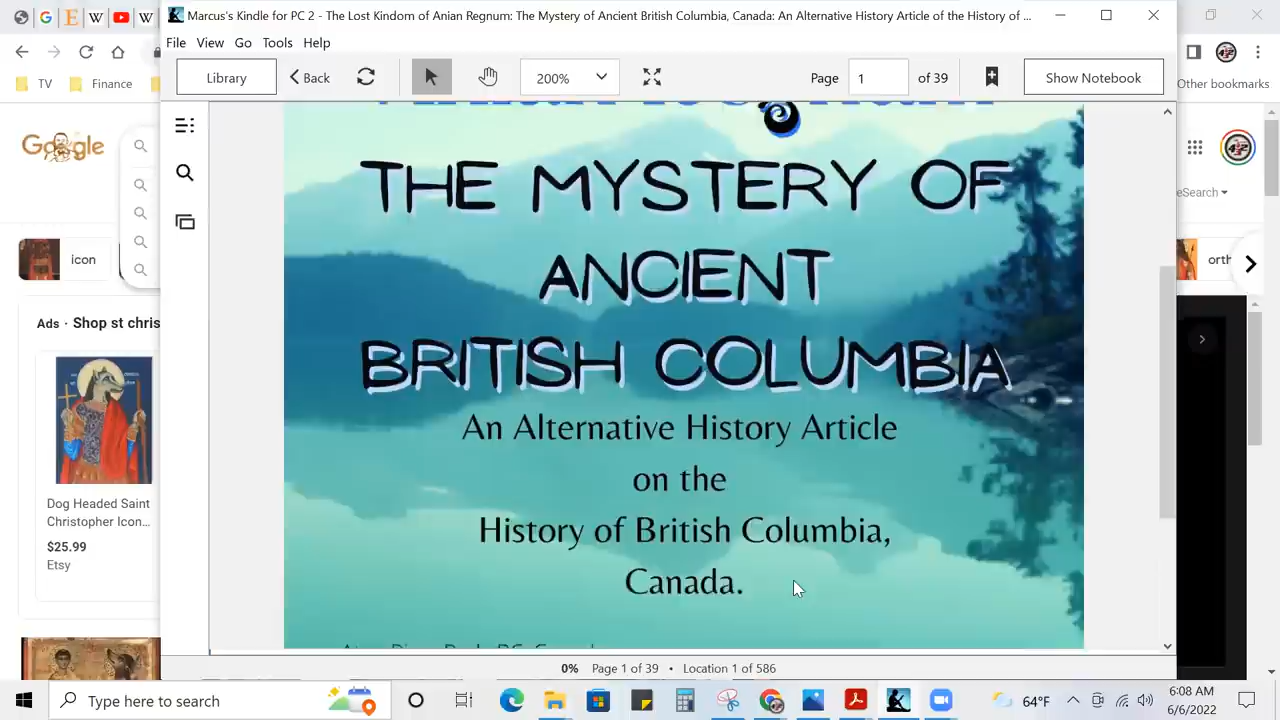 Marcus's Kindle for PC 2 - The Lost Kindom of Anian Regnum: The Mystery of Ancient British Columbia, Canada: An Alternative History Article of the History of ...
File View Go Tools Help
Library Back 200% Page 1 of 39 Show Notebook
TV Finance Other bookmarks
Google
eSearch
THE MYSTERY OF
ANCIENT
BRITISH COLUMBIA
An Alternative History Article
on the
History of British Columbia,
Canada.
icon
orth
Ads · Shop st chris
Dog Headed Saint
Christopher Icon...
$25.99
Etsy
0% Page 1 of 39 • Location 1 of 586
Type here to search
64°F
6:08 AM
6/6/2022